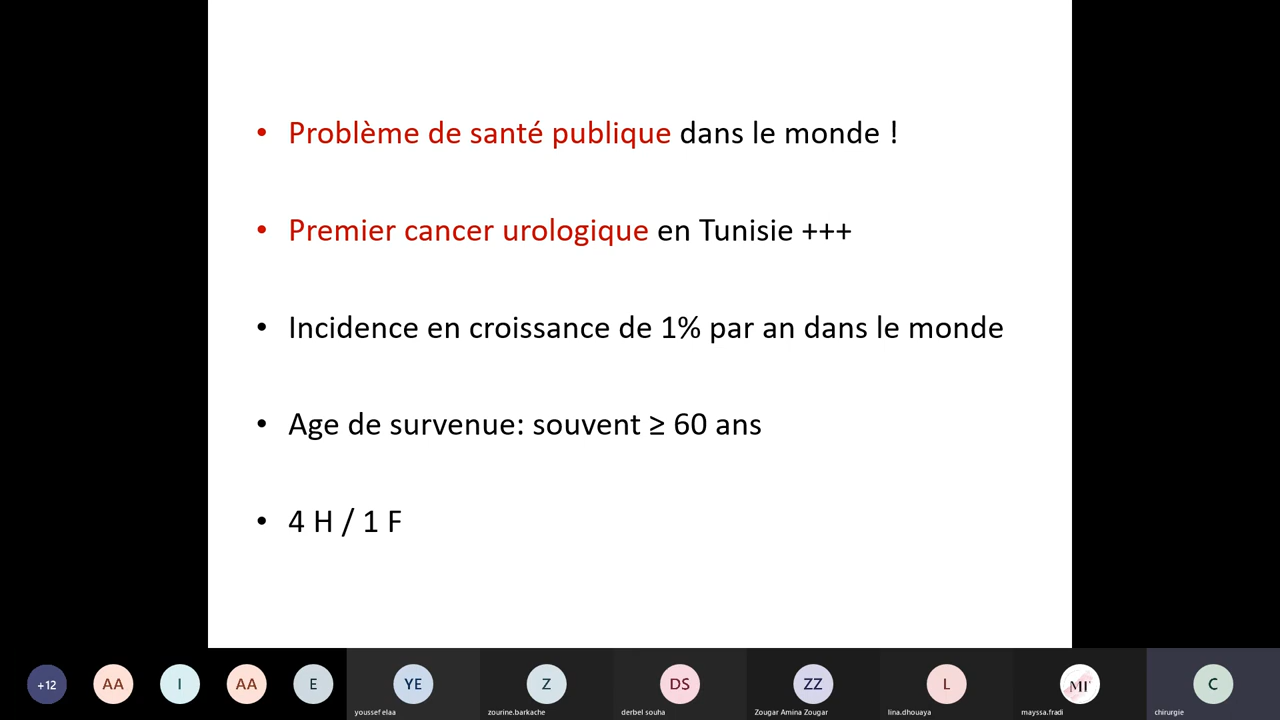 • Problème de santé publique dans le monde !
• Premier cancer urologique en Tunisie +++
• Incidence en croissance de 1% par an dans le monde
• Age de survenue: souvent ≥ 60 ans
• 4 H / 1 F
+12 AA I AA E YE Z DS ZZ L MF C
youssef elaa zourine.barkache derbel souha Zougar Amina Zougar lina.dhouaya mayssa.fradi chirurgie